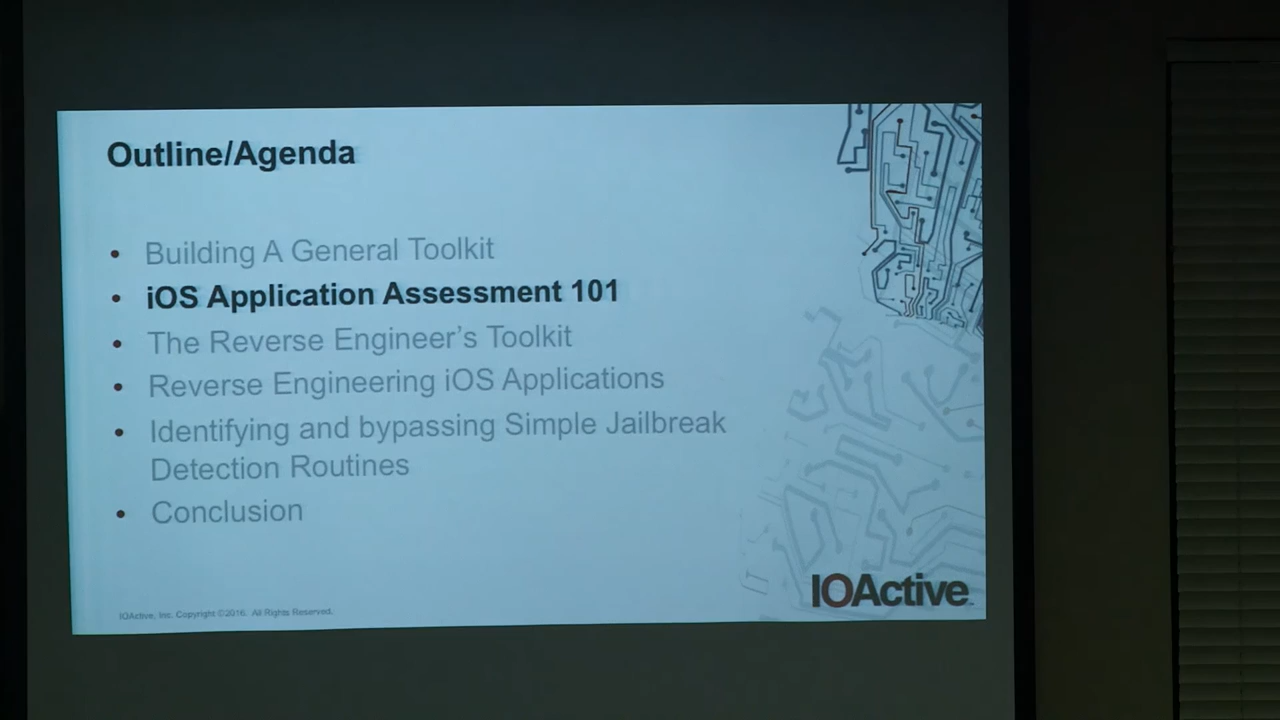 Outline/Agenda
• Building A General Toolkit
• iOS Application Assessment 101
• The Reverse Engineer's Toolkit
• Reverse Engineering iOS Applications
• Identifying and bypassing Simple Jailbreak
Detection Routines
• Conclusion
IOActive, Inc. Copyright ©2016. All Rights Reserved.
IOActive